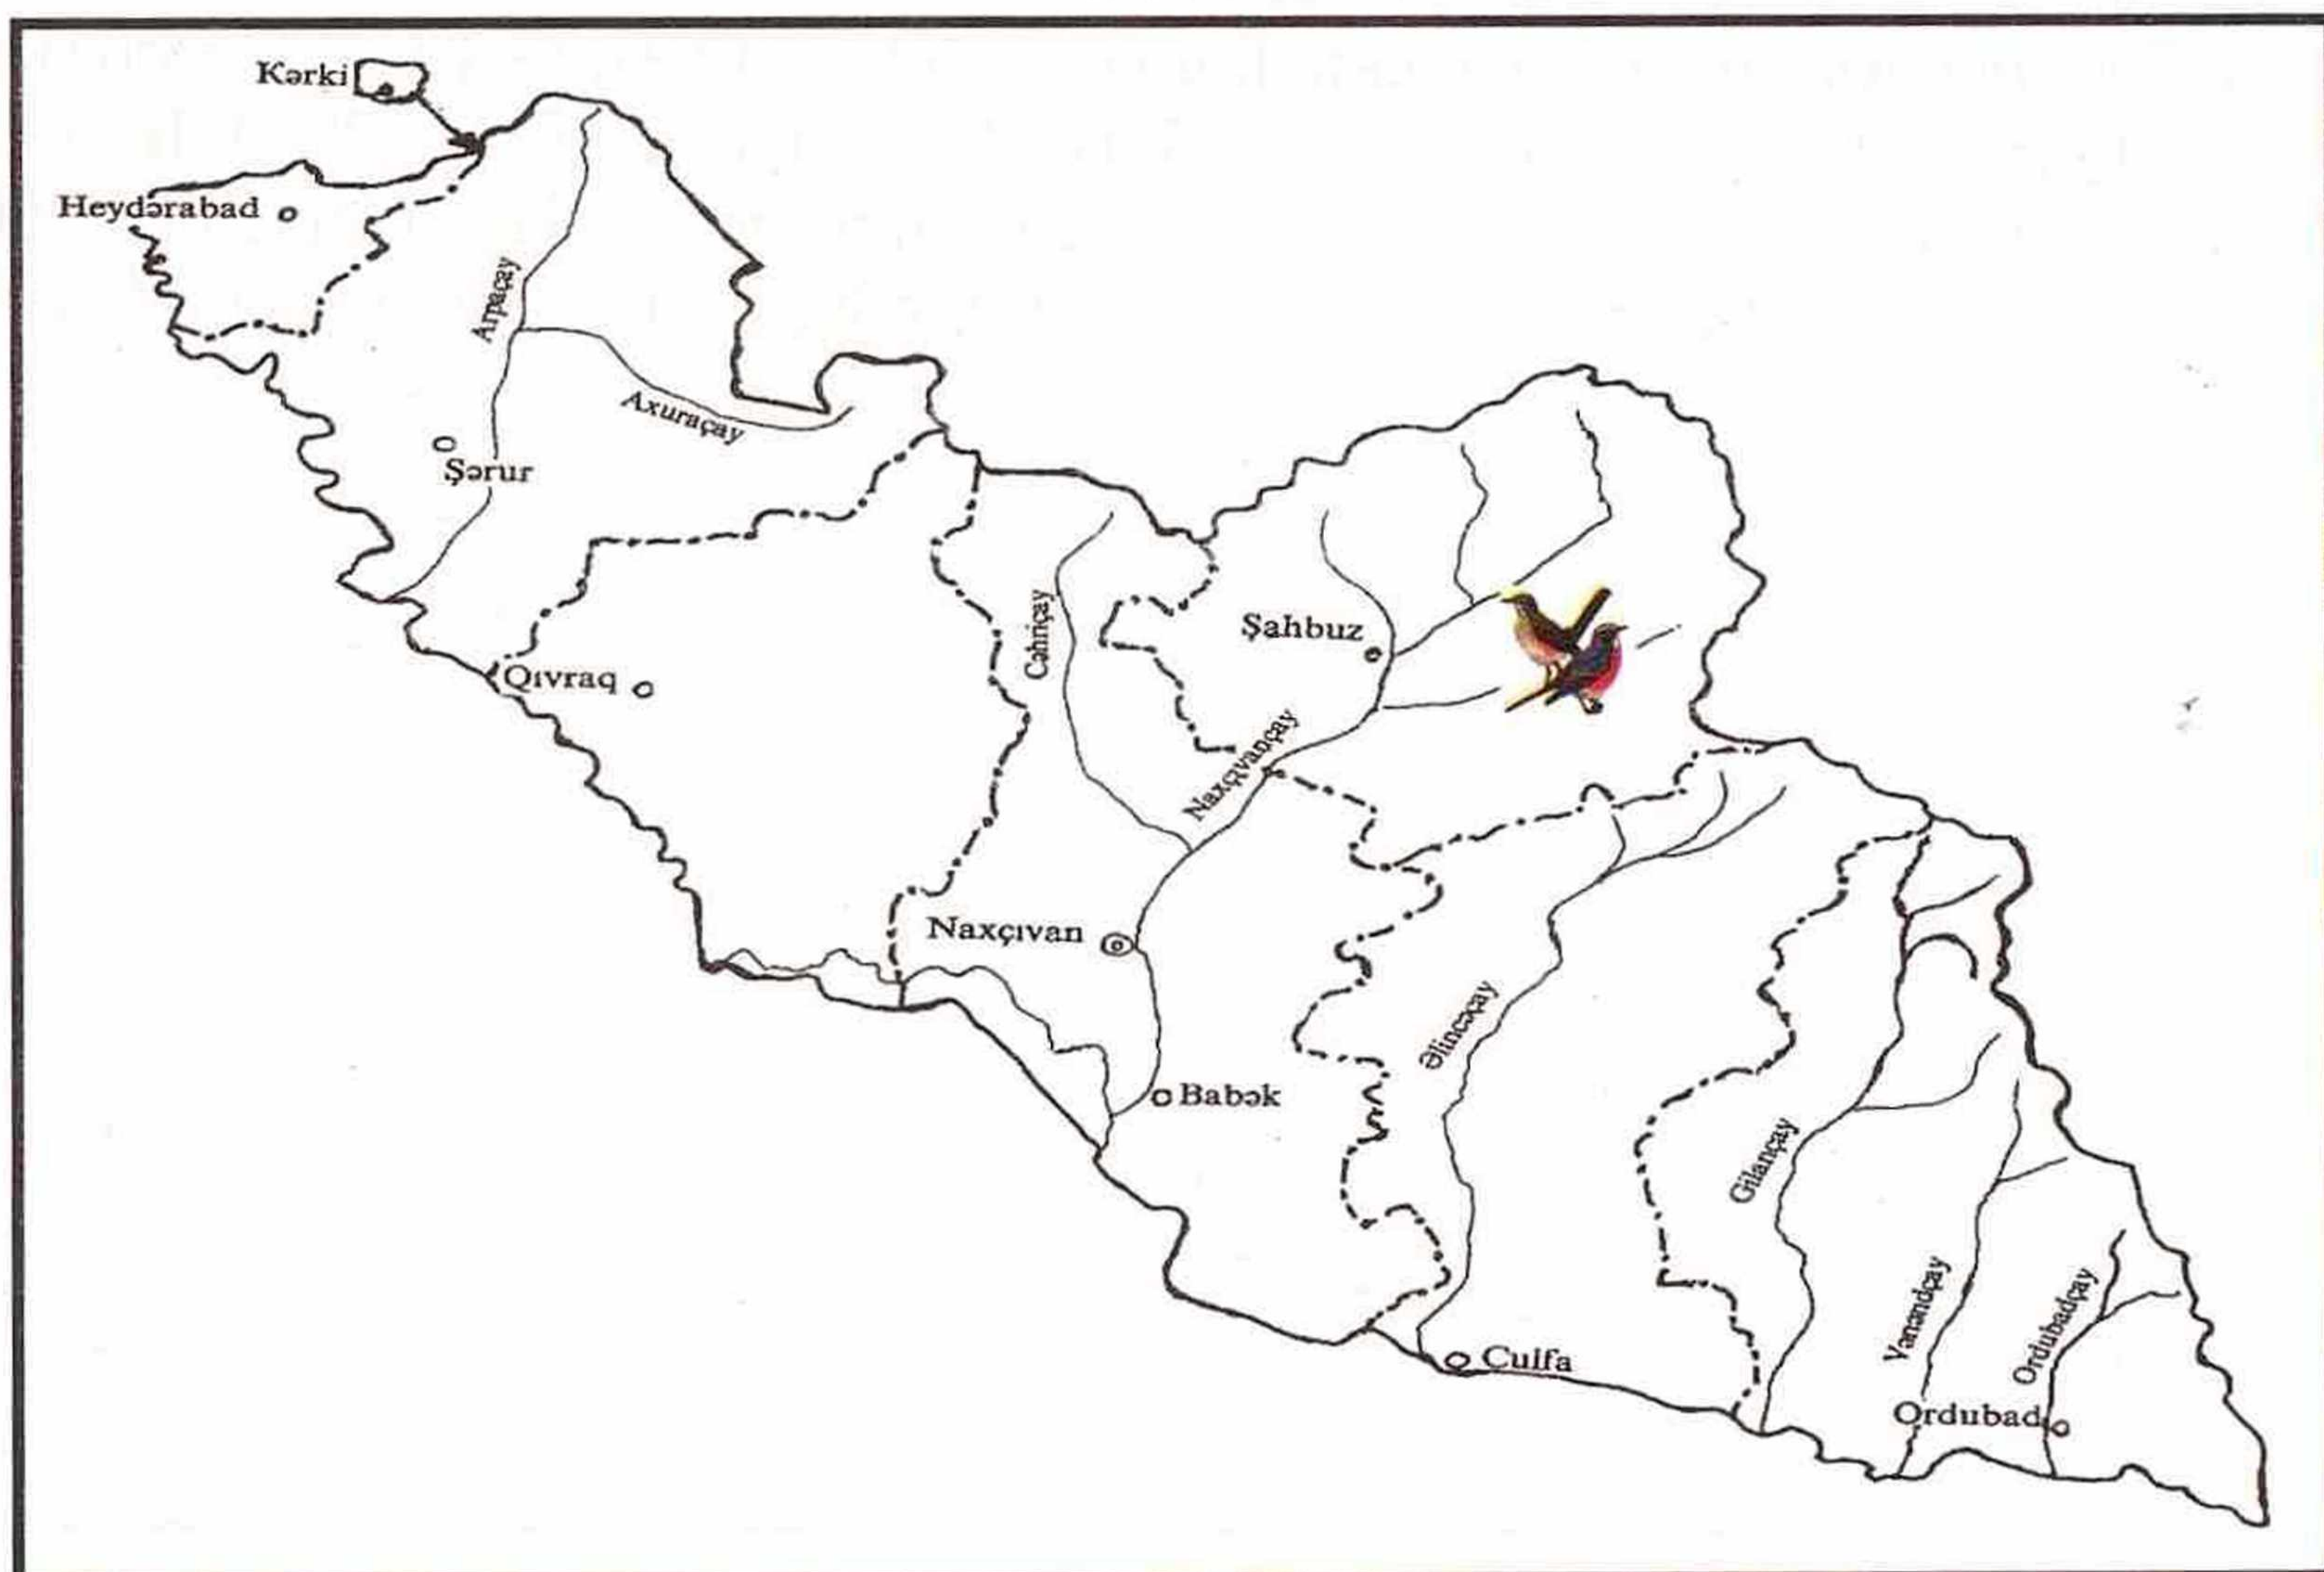 Kərki
Heydərabad
Arpaçay
Axuraçay
Şərur
Qıvraq
Cəhriçay
Şahbuz
Naxçıvançay
Naxçıvan
Babək
Əlincəçay
Culfa
Gilançay
Vənəndçay
Ordubadçay
Ordubad